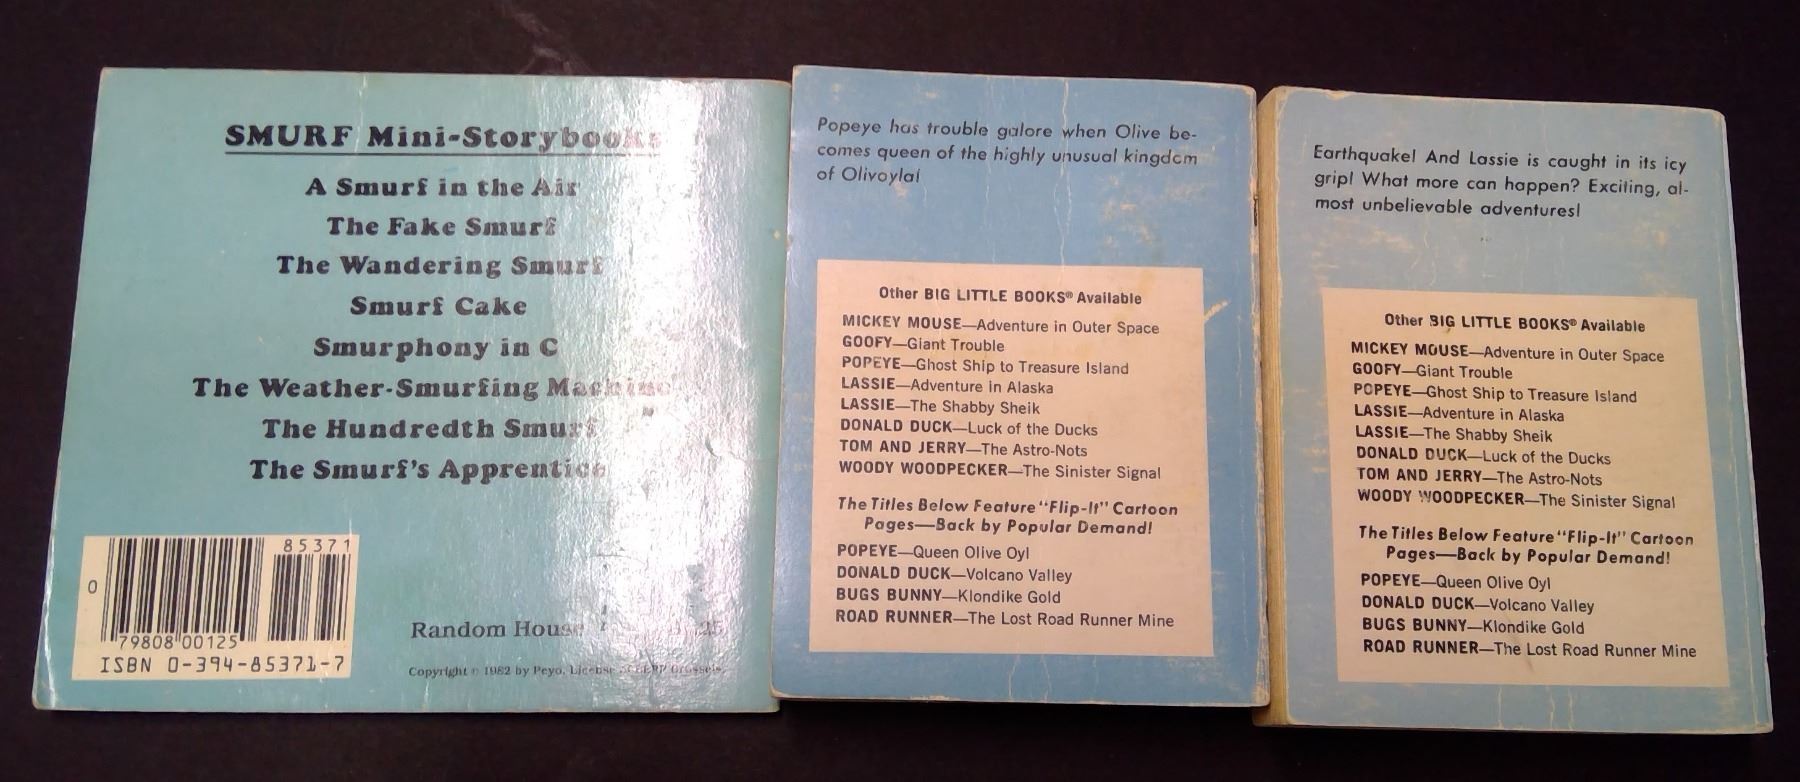 SMURF Mini-Storybooks
A Smurf in the Air
The Fake Smurf
The Wandering Smurf
Smurf Cake
Smurphony in C
The Weather-Smurfing Machine
The Hundredth Smurf
The Smurf's Apprentice
85371
0
79808 00125
ISBN 0-394-85371-7
Random House
Copyright © 1982 by Peyo. License Brussels
Popeye has trouble galore when Olive be-
comes queen of the highly unusual kingdom
of Olivoyla!
Other BIG LITTLE BOOKS® Available
MICKEY MOUSE—Adventure in Outer Space
GOOFY—Giant Trouble
POPEYE—Ghost Ship to Treasure Island
LASSIE—Adventure in Alaska
LASSIE—The Shabby Sheik
DONALD DUCK—Luck of the Ducks
TOM AND JERRY—The Astro-Nots
WOODY WOODPECKER—The Sinister Signal
The Titles Below Feature "Flip-It" Cartoon
Pages—Back by Popular Demand!
POPEYE—Queen Olive Oyl
DONALD DUCK—Volcano Valley
BUGS BUNNY—Klondike Gold
ROAD RUNNER—The Lost Road Runner Mine
Earthquake! And Lassie is caught in its icy
grip! What more can happen? Exciting, al-
most unbelievable adventures!
Other BIG LITTLE BOOKS® Available
MICKEY MOUSE—Adventure in Outer Space
GOOFY—Giant Trouble
POPEYE—Ghost Ship to Treasure Island
LASSIE—Adventure in Alaska
LASSIE—The Shabby Sheik
DONALD DUCK—Luck of the Ducks
TOM AND JERRY—The Astro-Nots
WOODY WOODPECKER—The Sinister Signal
The Titles Below Feature "Flip-It" Cartoon
Pages—Back by Popular Demand!
POPEYE—Queen Olive Oyl
DONALD DUCK—Volcano Valley
BUGS BUNNY—Klondike Gold
ROAD RUNNER—The Lost Road Runner Mine